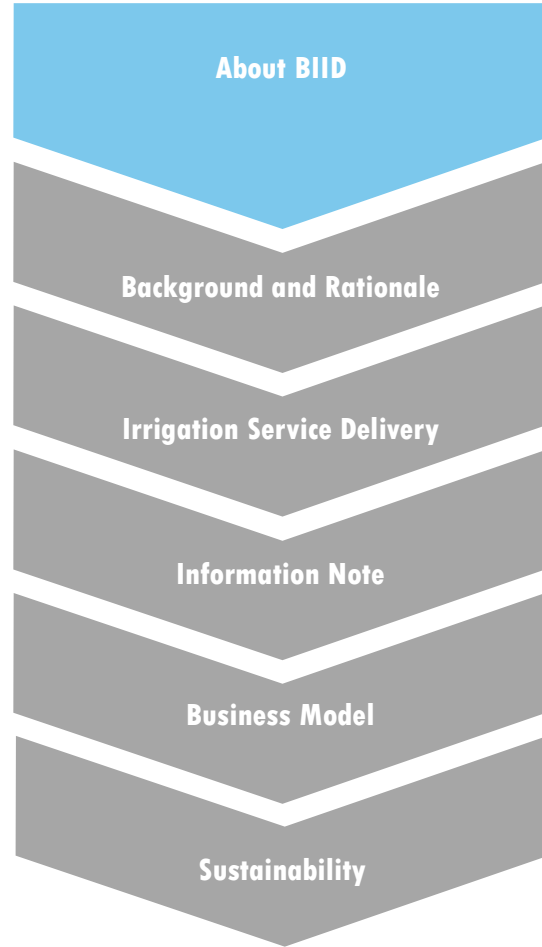 About BIID
Background and Rationale
Irrigation Service Delivery
Information Note
Business Model
Sustainability